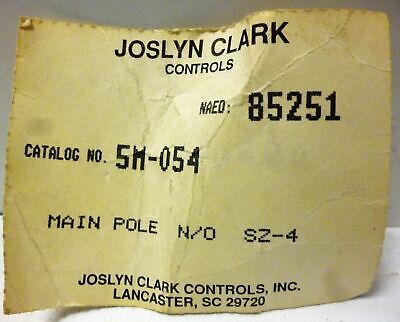 JOSLYN CLARK
CONTROLS
NAED: 85251
CATALOG NO. 5M-054
MAIN POLE N/O SZ-4
JOSLYN CLARK CONTROLS, INC.
LANCASTER, SC 29720